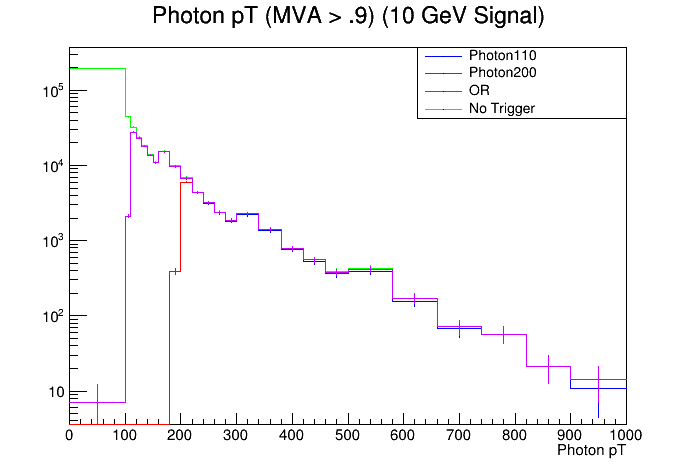 Photon pT (MVA > .9) (10 GeV Signal)
Photon110
Photon200
OR
No Trigger
10^5
10^4
10^3
10^2
10
0 100 200 300 400 500 600 700 800 900 1000
Photon pT